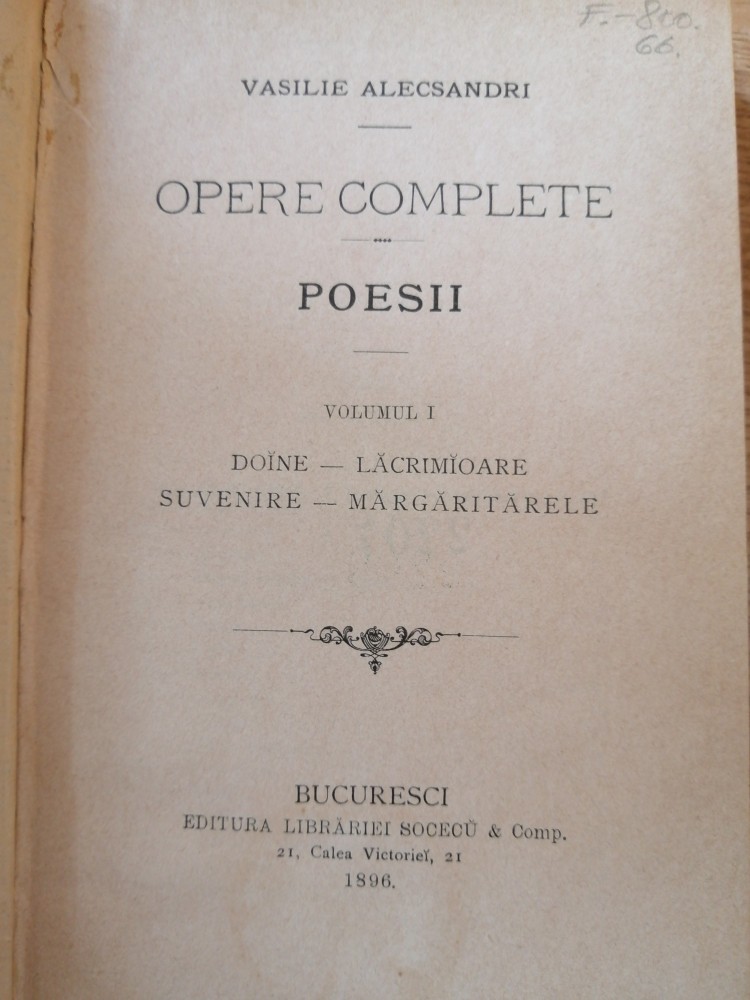 F.-800.
66.
VASILIE ALECSANDRI
OPERE COMPLETE
POESII
VOLUMUL I
DOĬNE — LĂCRIMĬOARE
SUVENIRE — MĂRGĂRITĂRELE
BUCURESCI
EDITURA LIBRĂRIEI SOCECŬ & Comp.
21, Calea Victorieĭ, 21
1896.